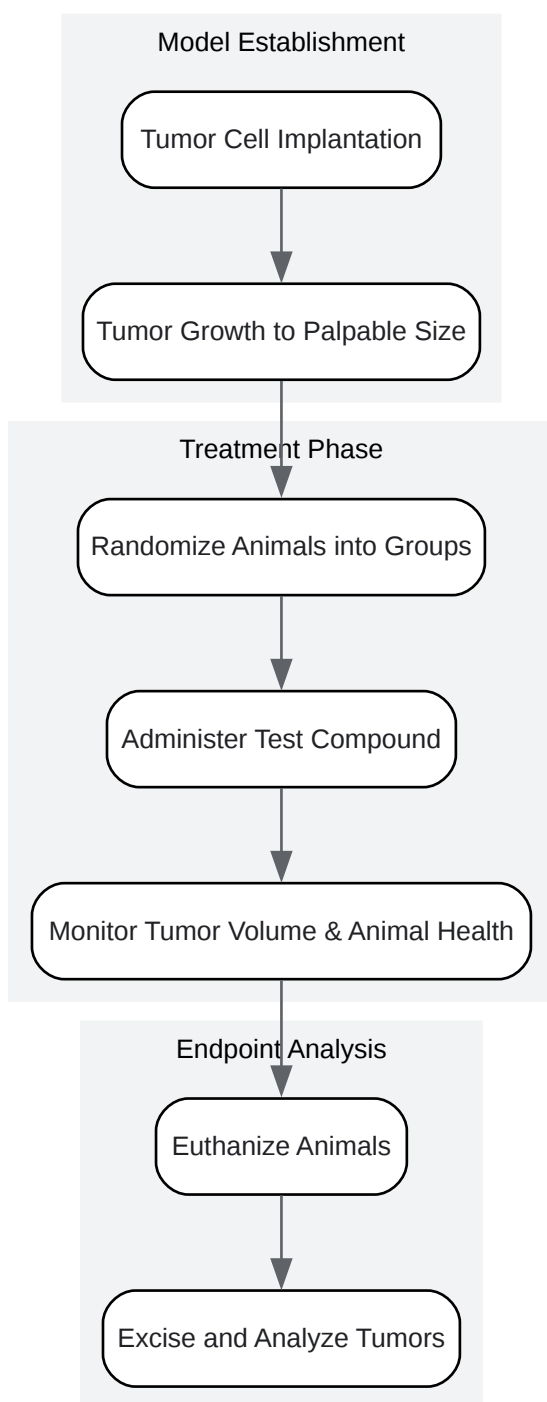 Model Establishment
Tumor Cell Implantation
Tumor Growth to Palpable Size
Treatment Phase
Randomize Animals into Groups
Administer Test Compound
Monitor Tumor Volume & Animal Health
Endpoint Analysis
Euthanize Animals
Excise and Analyze Tumors